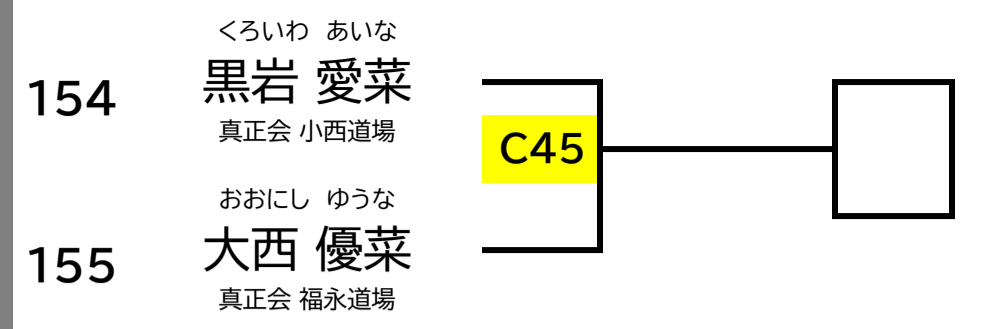 くろいわ あいな
154
黒岩 愛菜
真正会 小西道場
C45
おおにし ゆうな
155
大西 優菜
真正会 福永道場